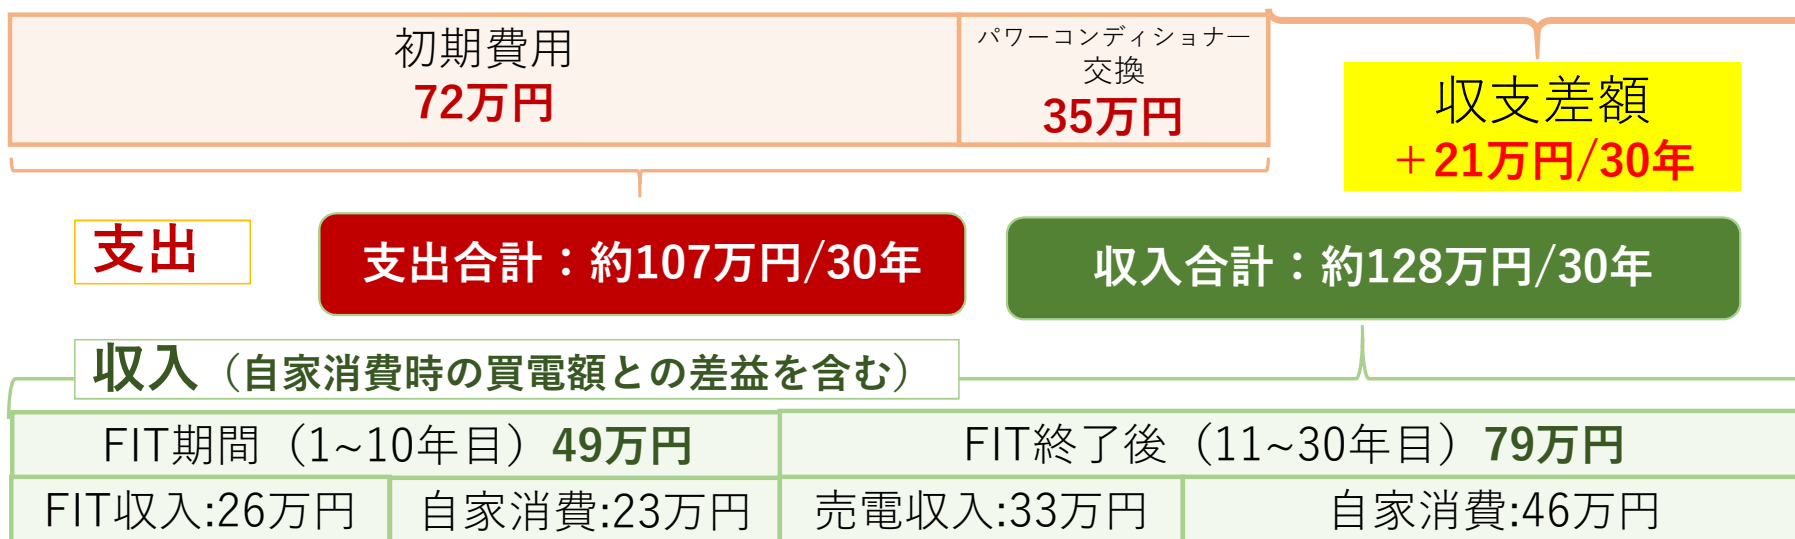 初期費用
72万円
パワーコンディショナー
交換
35万円
収支差額
＋21万円/30年
支出
支出合計：約107万円/30年
収入合計：約128万円/30年
収入（自家消費時の買電額との差益を含む）
FIT期間（1~10年目）49万円
FIT終了後（11~30年目）79万円
FIT収入:26万円
自家消費:23万円
売電収入:33万円
自家消費:46万円